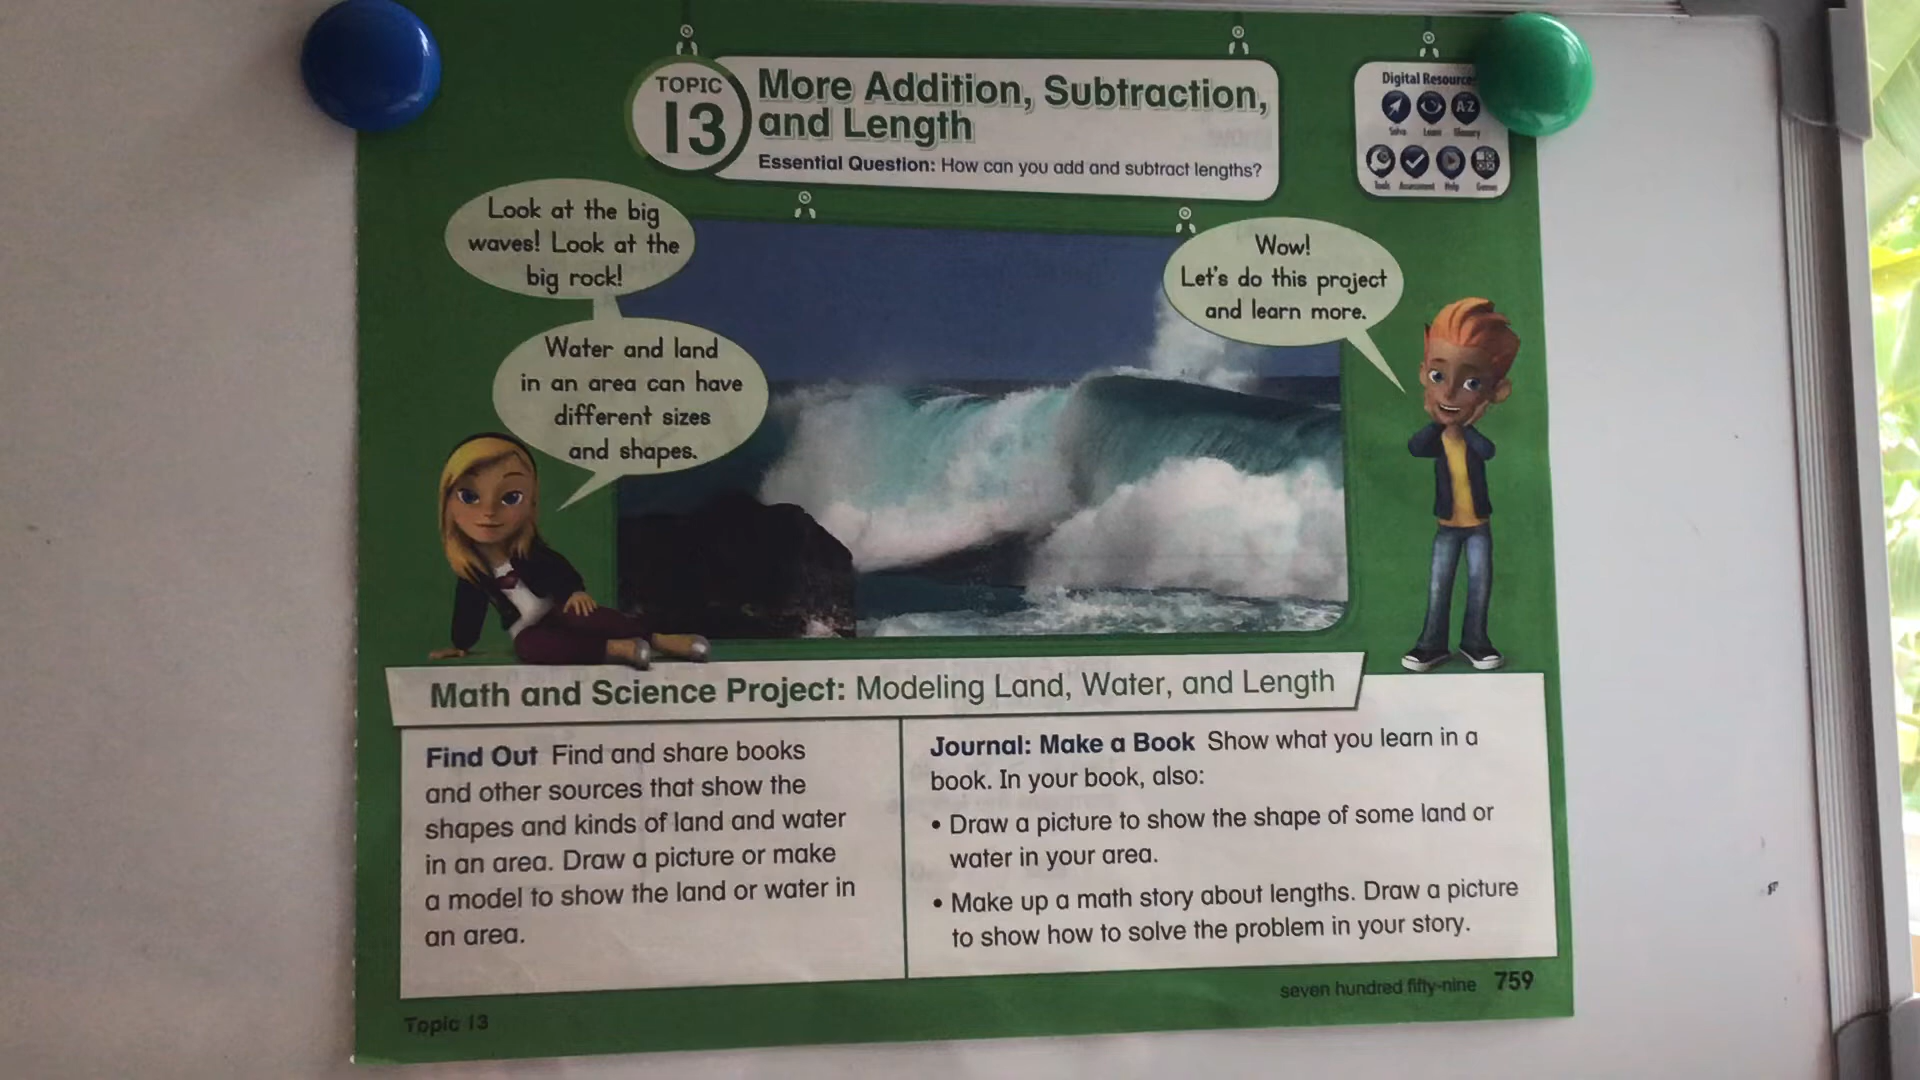 TOPIC
13
More Addition, Subtraction,
and Length
Essential Question: How can you add and subtract lengths?
Digital Resources
Solve Learn Glossary
A-Z
Tools Assessment Help Games
Look at the big
waves! Look at the
big rock!
Water and land
in an area can have
different sizes
and shapes.
Wow!
Let's do this project
and learn more.
Math and Science Project: Modeling Land, Water, and Length
Find Out Find and share books
and other sources that show the
shapes and kinds of land and water
in an area. Draw a picture or make
a model to show the land or water in
an area.
Journal: Make a Book Show what you learn in a
book. In your book, also:
• Draw a picture to show the shape of some land or
water in your area.
• Make up a math story about lengths. Draw a picture
to show how to solve the problem in your story.
Topic 13
seven hundred fifty-nine 759